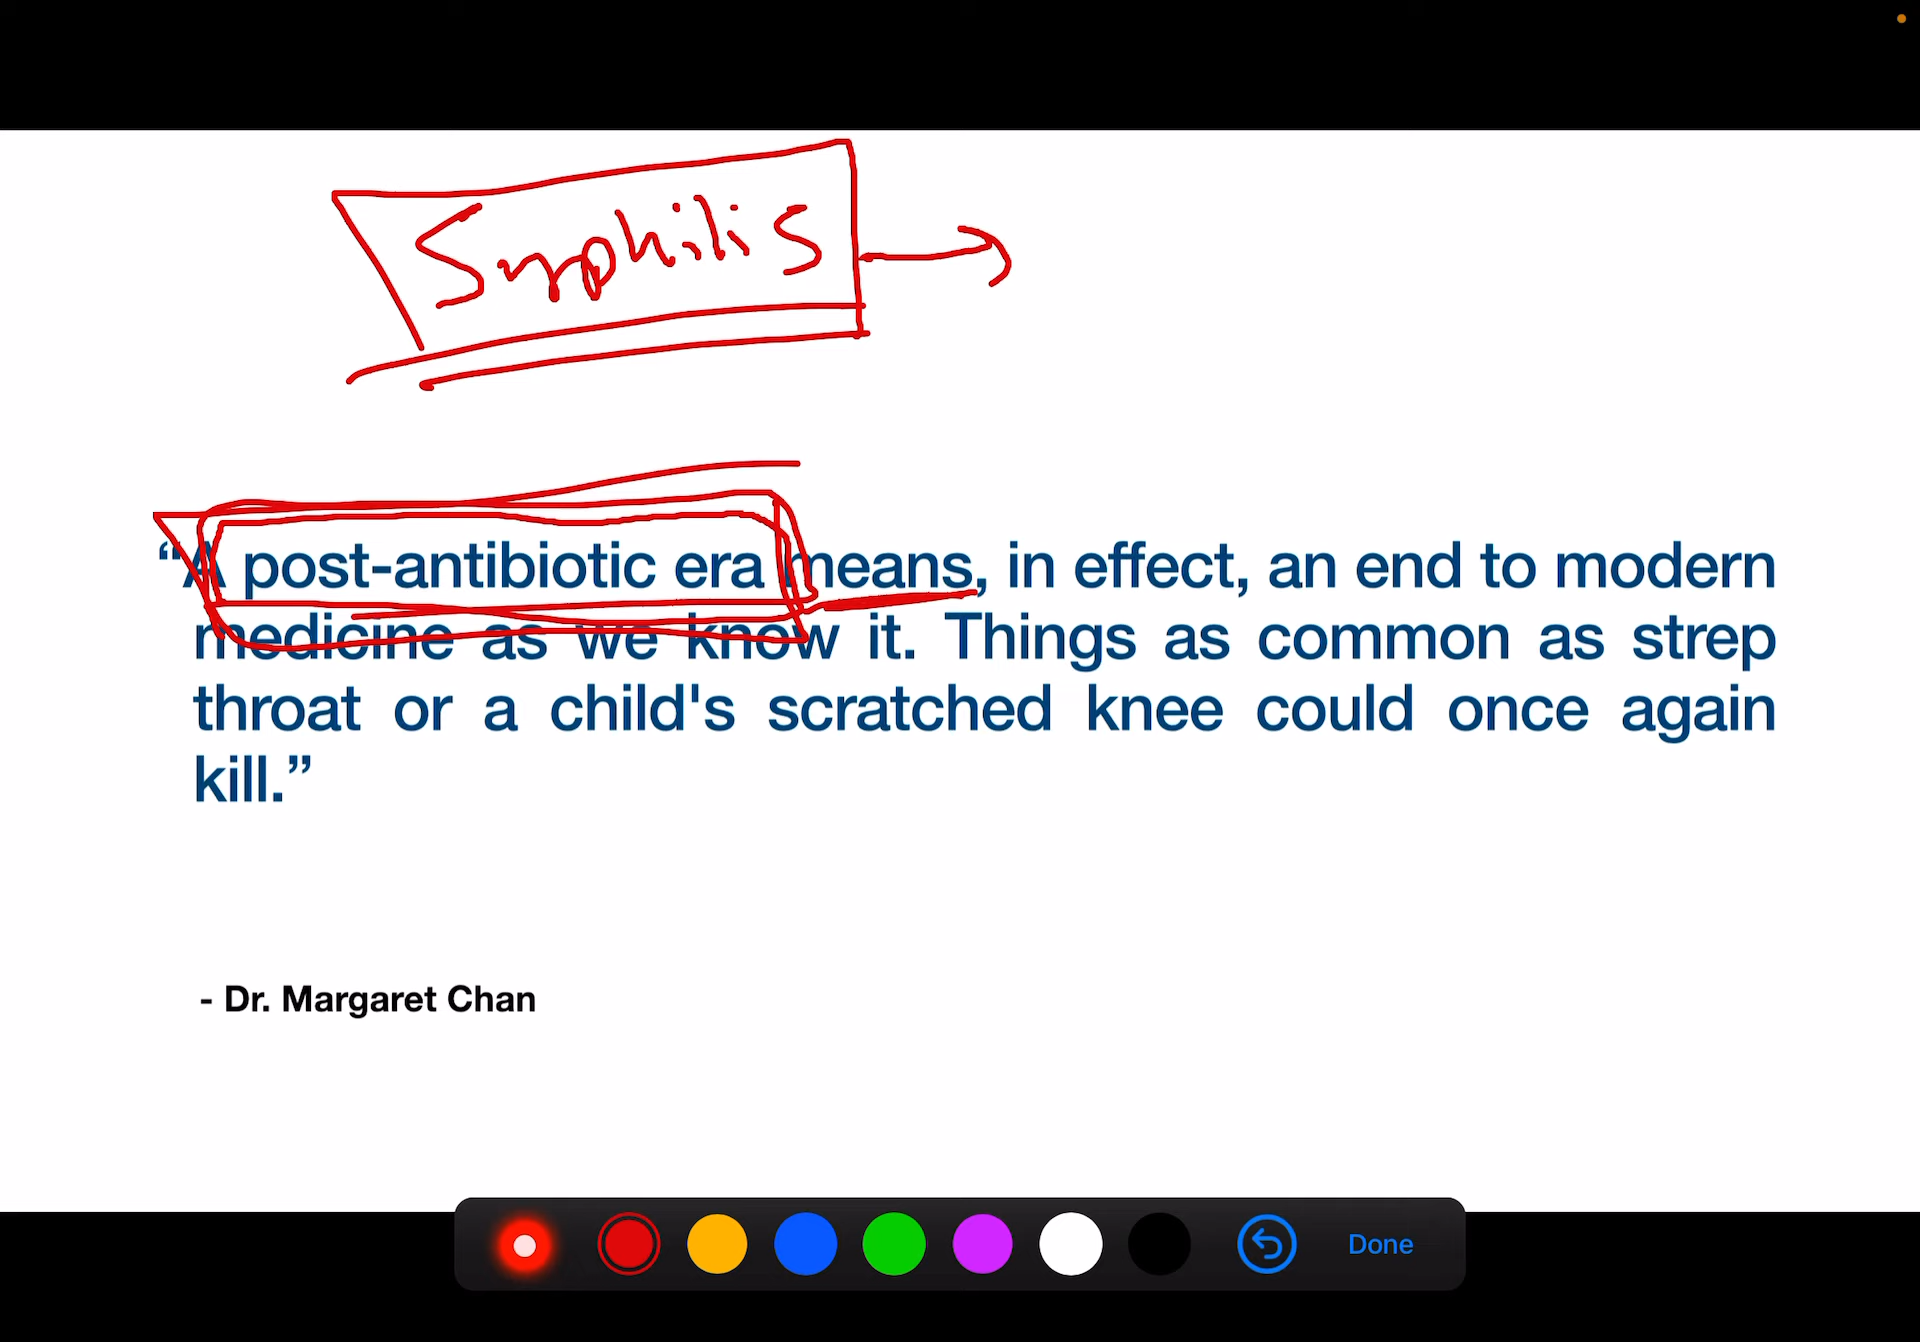 Syphilis
“A post-antibiotic era means, in effect, an end to modern
medicine as we know it. Things as common as strep
throat or a child's scratched knee could once again
kill.”
- Dr. Margaret Chan
Done